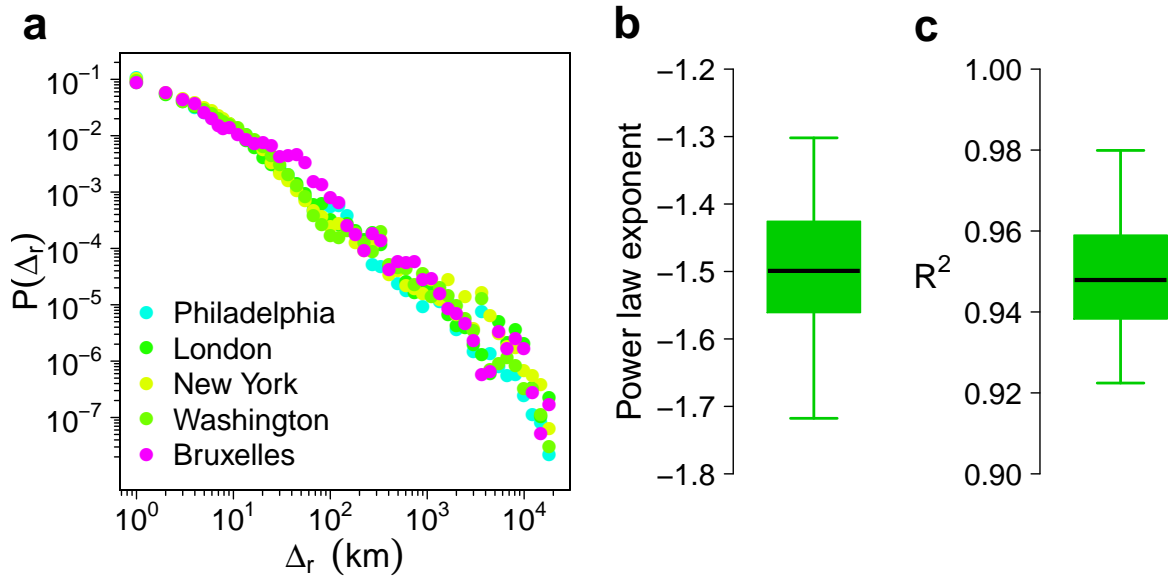 a
P(Δr)
10^-1
10^-2
10^-3
10^-4
10^-5
10^-6
10^-7
Philadelphia
London
New York
Washington
Bruxelles
10^0 10^1 10^2 10^3 10^4
Δr (km)
b
Power law exponent
−1.2
−1.3
−1.4
−1.5
−1.6
−1.7
−1.8
c
R^2
1.00
0.98
0.96
0.94
0.92
0.90